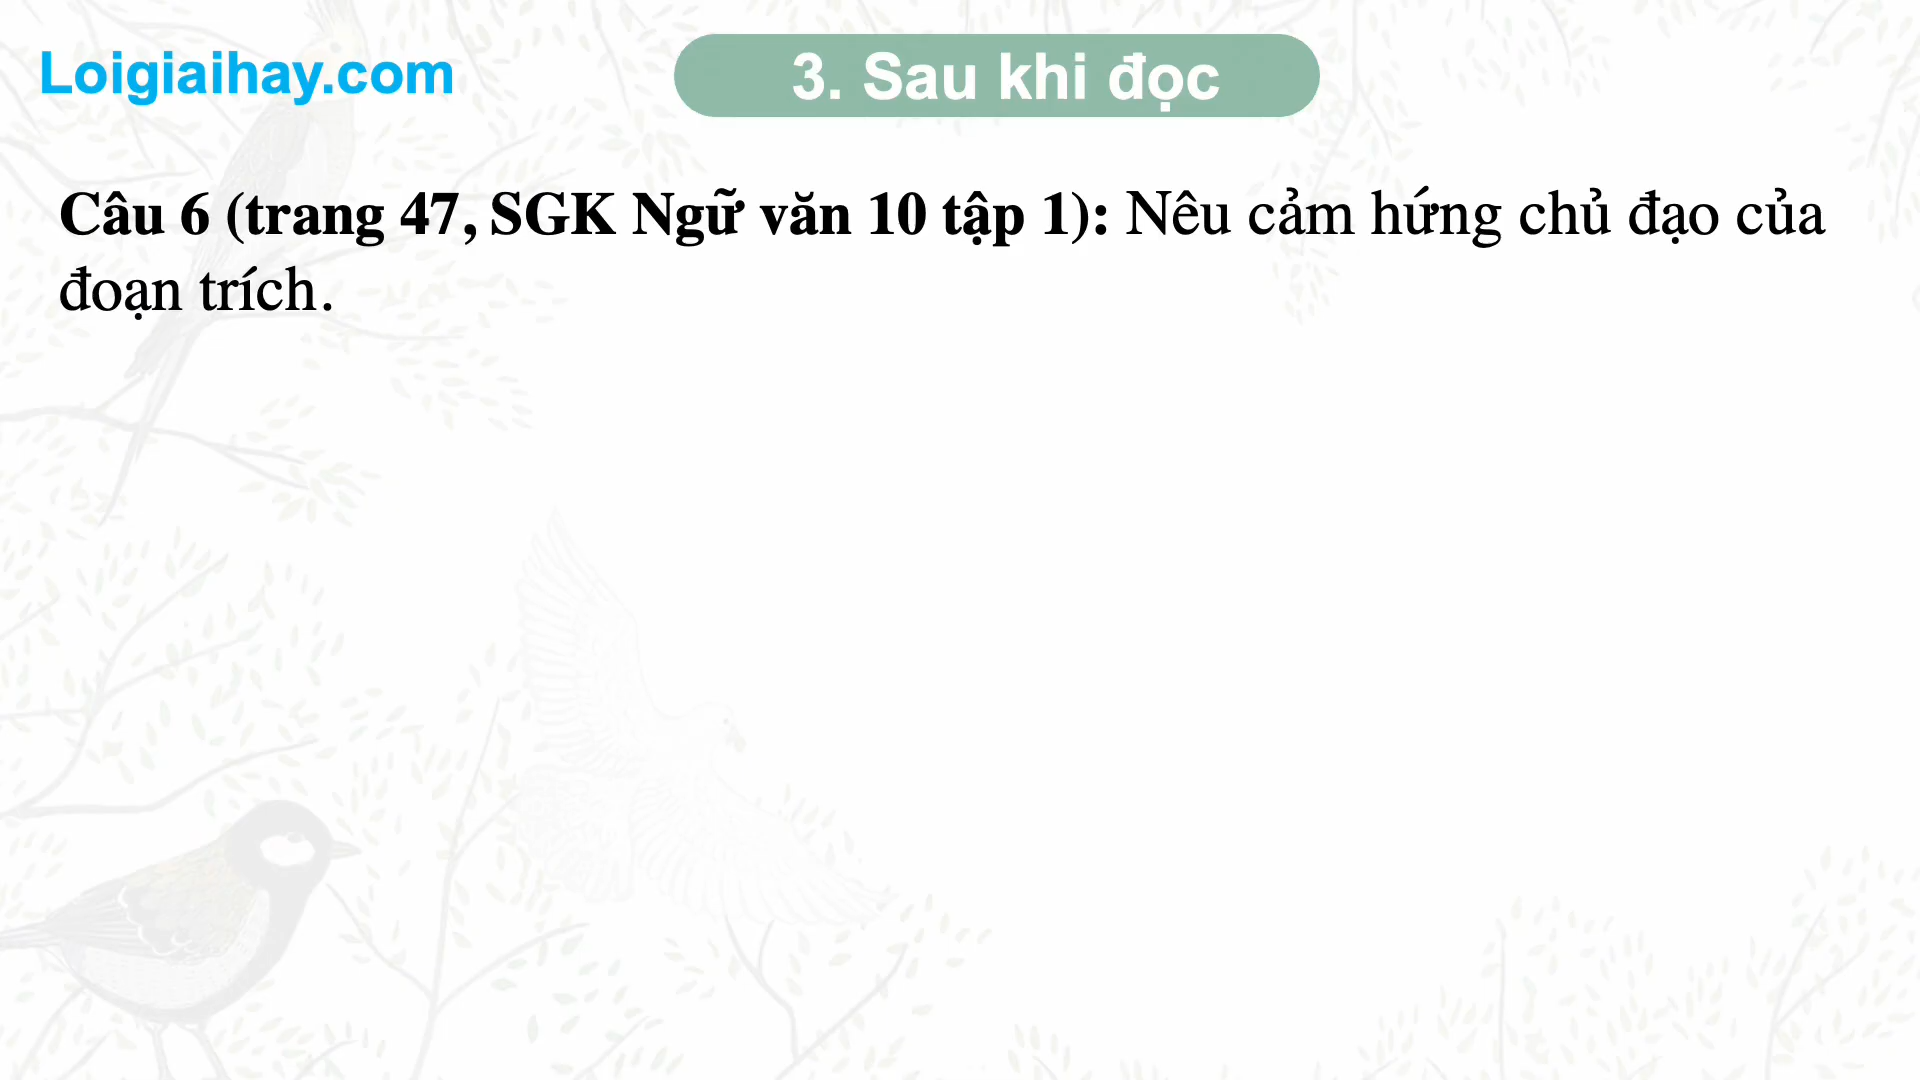 Loigiaihay.com
3. Sau khi đọc
Câu 6 (trang 47, SGK Ngữ văn 10 tập 1): Nêu cảm hứng chủ đạo của
đoạn trích.